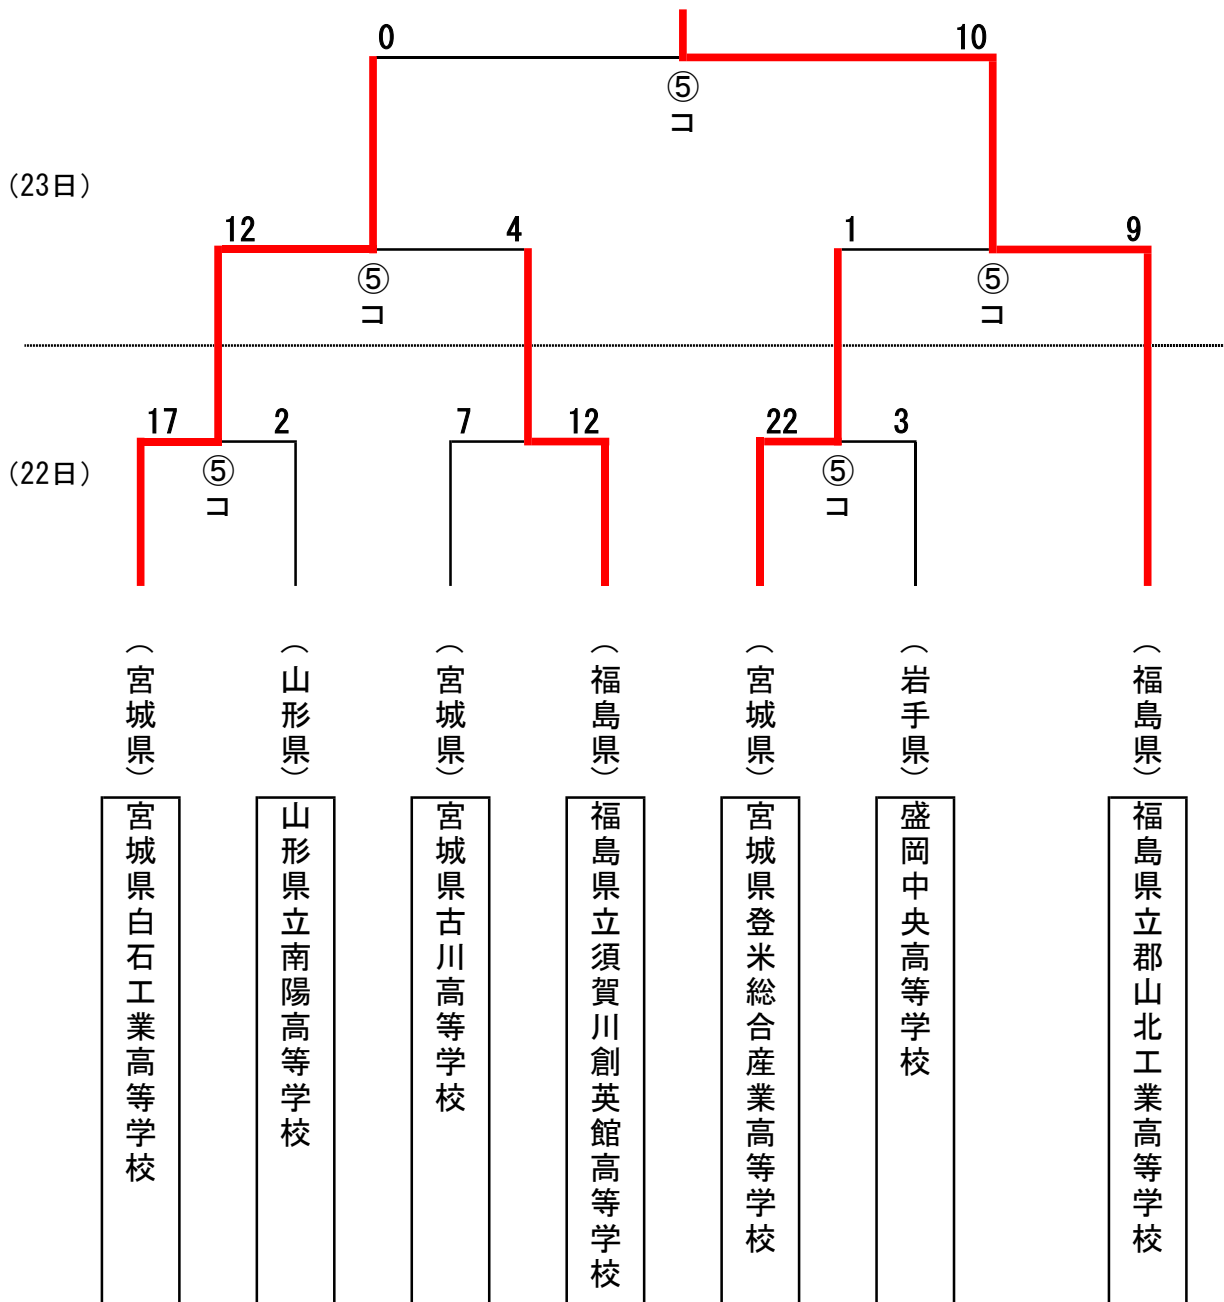 0
10
⑤
コ
(23日)
12
4
1
9
⑤
コ
⑤
コ
17
2
7
12
22
3
(22日)
⑤
コ
⑤
コ
(宮城県)
宮城県白石工業高等学校
(山形県)
山形県立南陽高等学校
(宮城県)
宮城県古川高等学校
(福島県)
福島県立須賀川創英館高等学校
(宮城県)
宮城県登米総合産業高等学校
(岩手県)
盛岡中央高等学校
(福島県)
福島県立郡山北工業高等学校